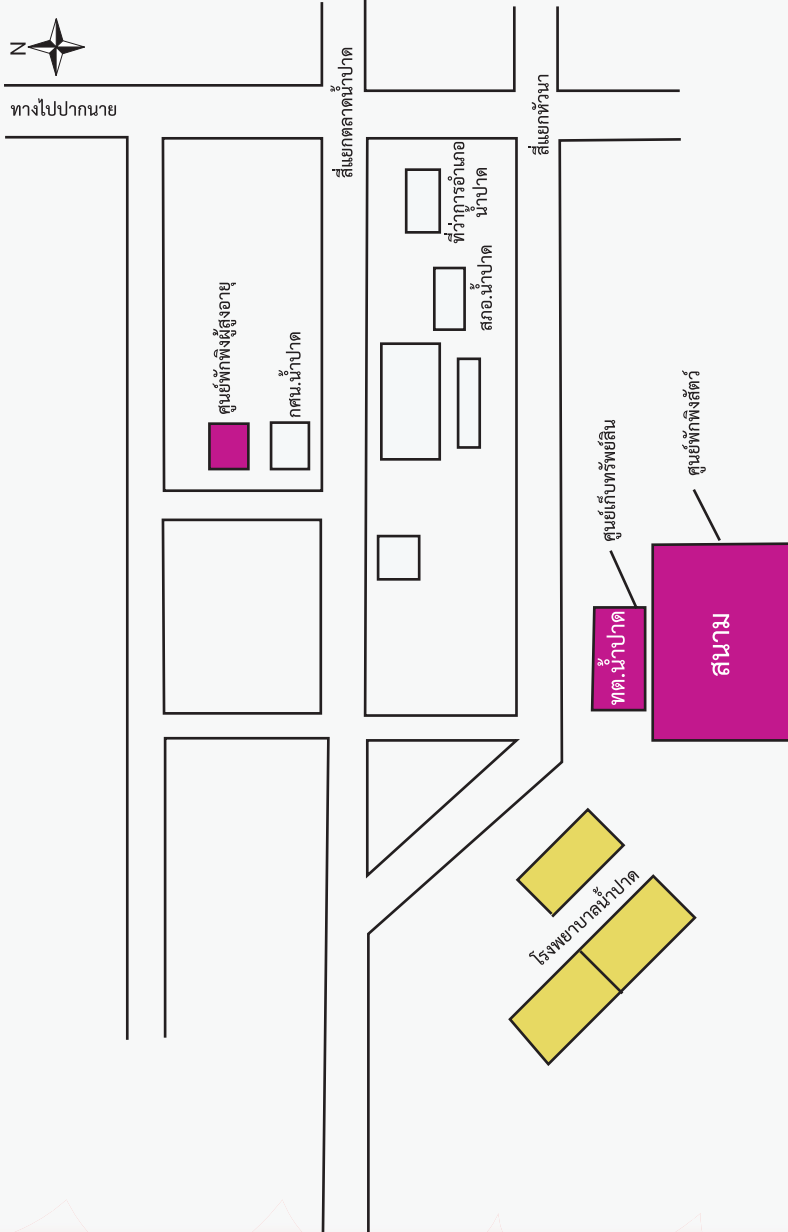 N
ทางไปปากนาย
สี่แยกตลาดน้ำปาด
สี่แยกหัวนา
ที่ว่าการอำเภอ
น้ำปาด
สภอ.น้ำปาด
ศูนย์พักพิงผู้สูงอายุ
กศน.น้ำปาด
ศูนย์เก็บทรัพย์สิน
ศูนย์พักพิงสัตว์
ทต.น้ำปาด
สนาม
โรงพยาบาลน้ำปาด